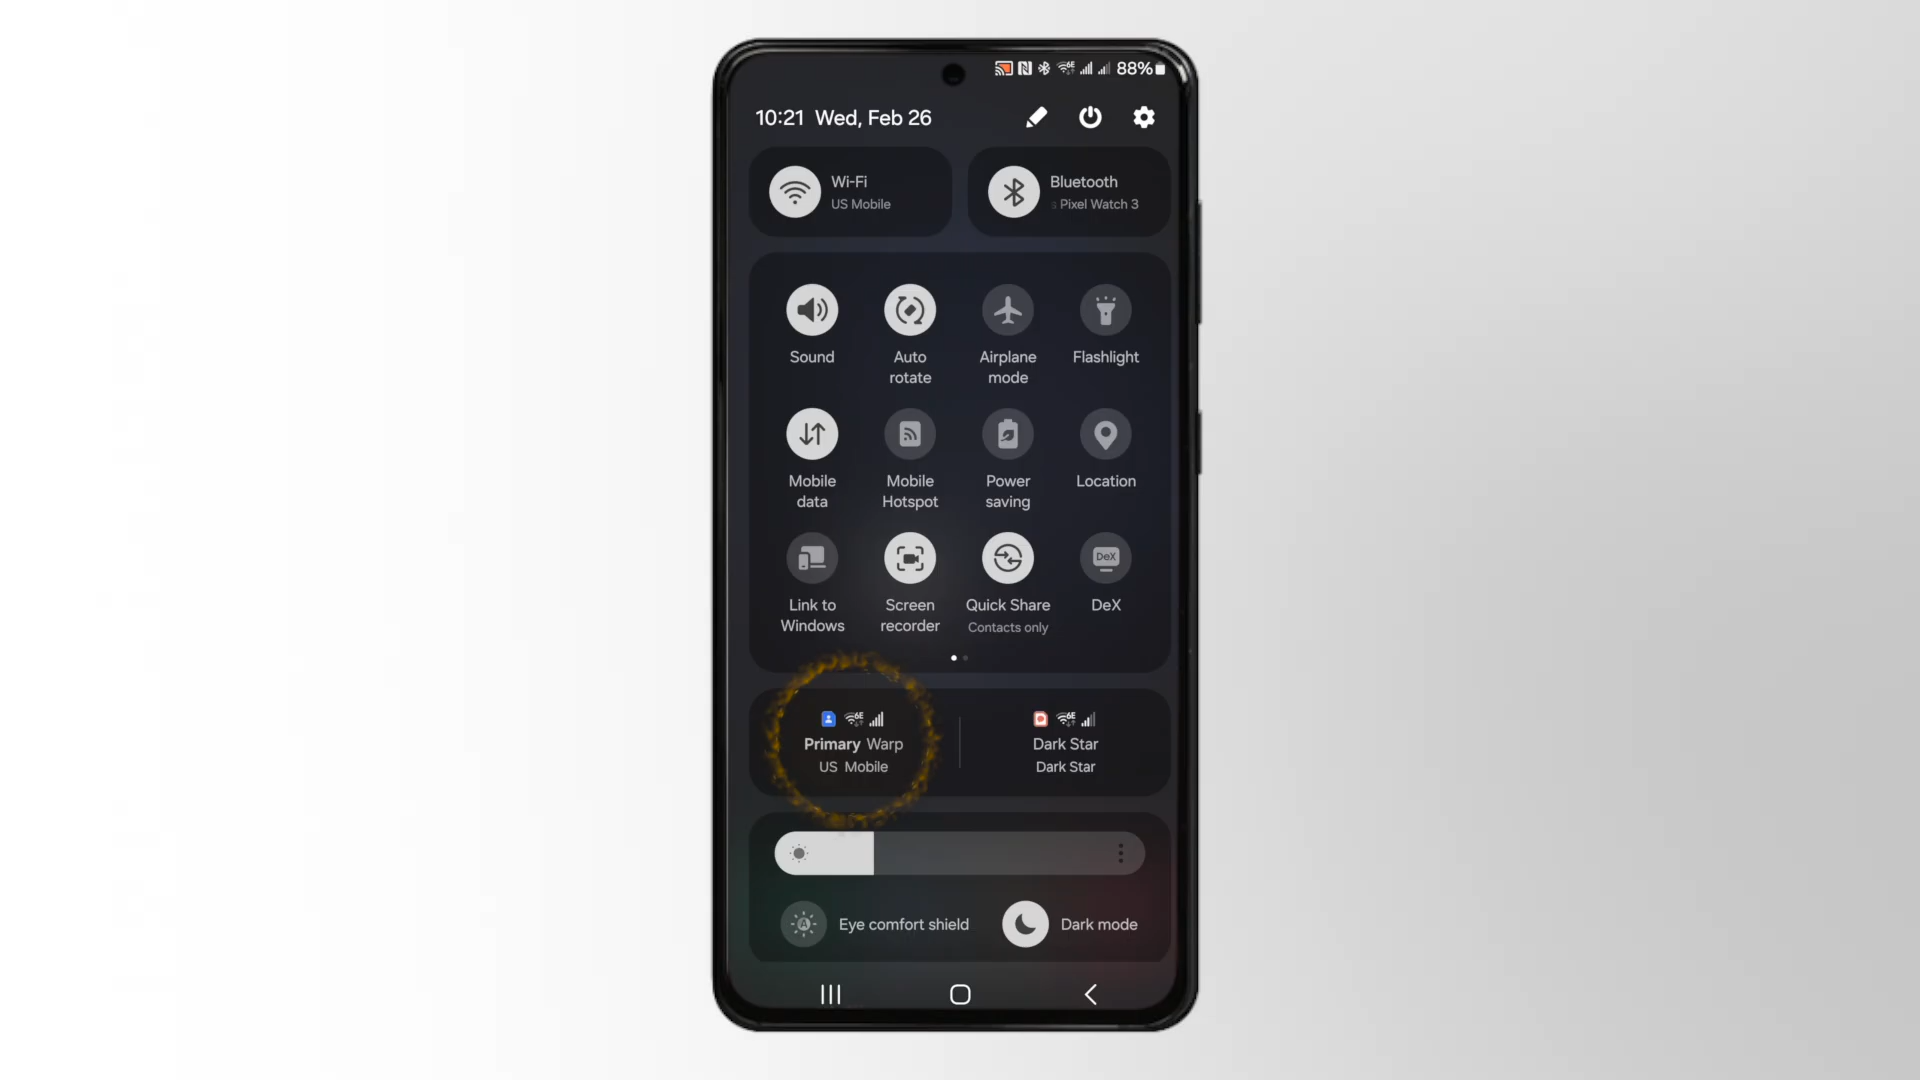 88%
10:21 Wed, Feb 26
Wi-Fi
US Mobile
Bluetooth
Pixel Watch 3
Sound
Auto
rotate
Airplane
mode
Flashlight
Mobile
data
Mobile
Hotspot
Power
saving
Location
Link to
Windows
Screen
recorder
Quick Share
Contacts only
DeX
DeX
6E
Primary Warp
US Mobile
6E
Dark Star
Dark Star
A
Eye comfort shield
Dark mode